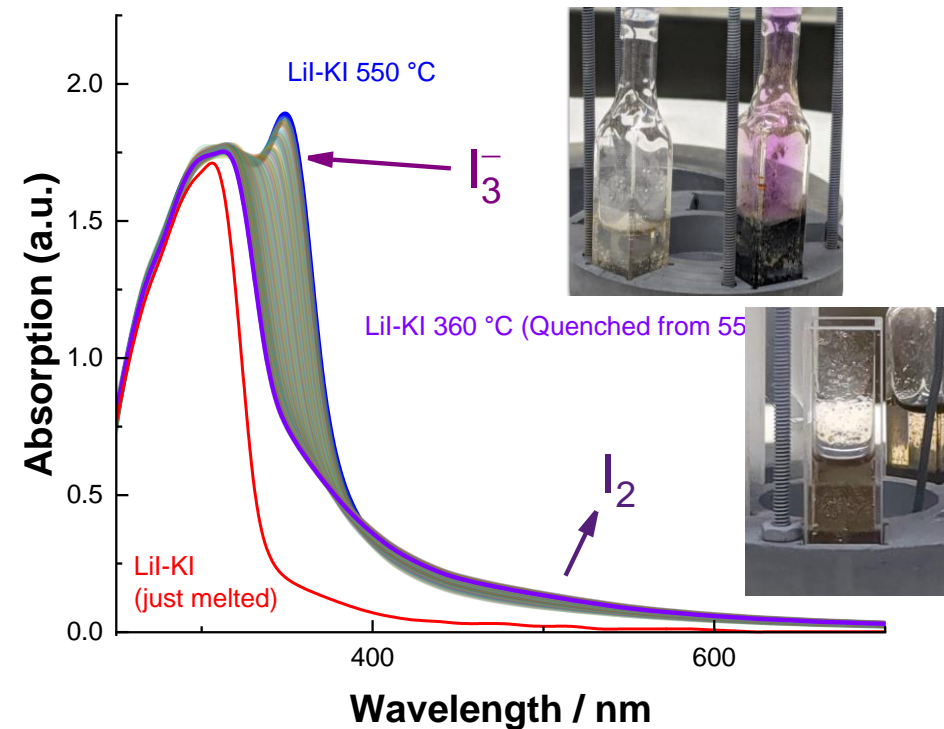 2.0
1.5
1.0
0.5
0.0
Absorption (a.u.)
LiI-KI 550 °C
I3−
LiI-KI 360 °C (Quenched from 55
I2
LiI-KI
(just melted)
400
600
Wavelength / nm